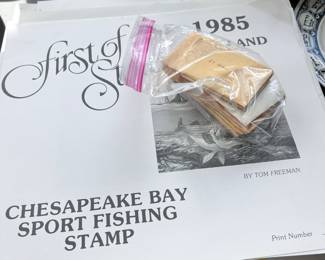 First of
1985
St
AND
BY TOM FREEMAN
CHESAPEAKE BAY
SPORT FISHING
STAMP
Print Number